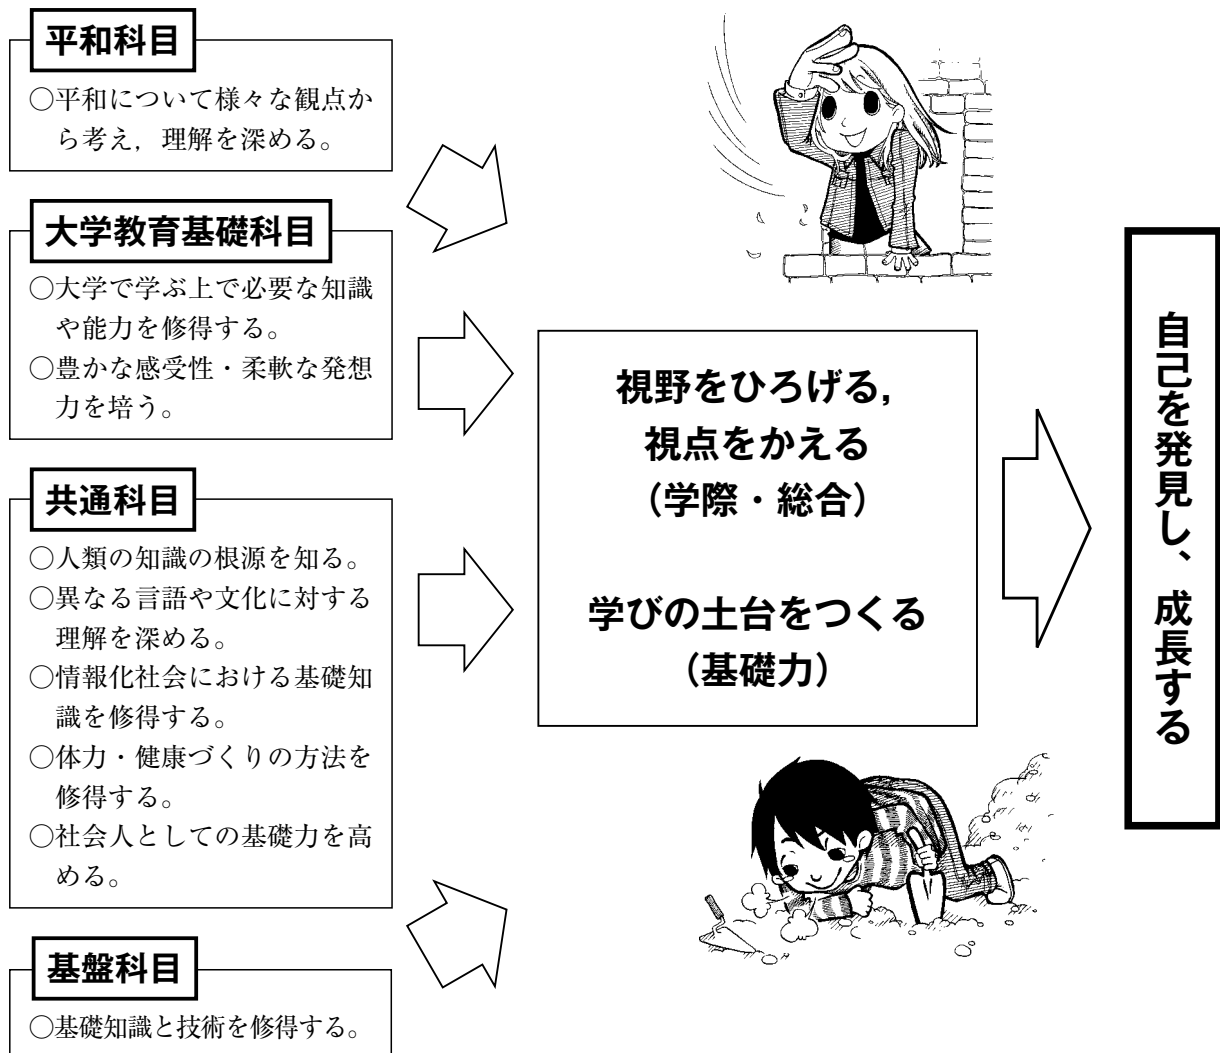 平和科目
○平和について様々な観点か
ら考え，理解を深める。
大学教育基礎科目
○大学で学ぶ上で必要な知識
や能力を修得する。
○豊かな感受性・柔軟な発想
力を培う。
共通科目
○人類の知識の根源を知る。
○異なる言語や文化に対する
理解を深める。
○情報化社会における基礎知
識を修得する。
○体力・健康づくりの方法を
修得する。
○社会人としての基礎力を高
める。
基盤科目
○基礎知識と技術を修得する。
視野をひろげる，
視点をかえる
（学際・総合）
学びの土台をつくる
（基礎力）
自己を発見し、成長する